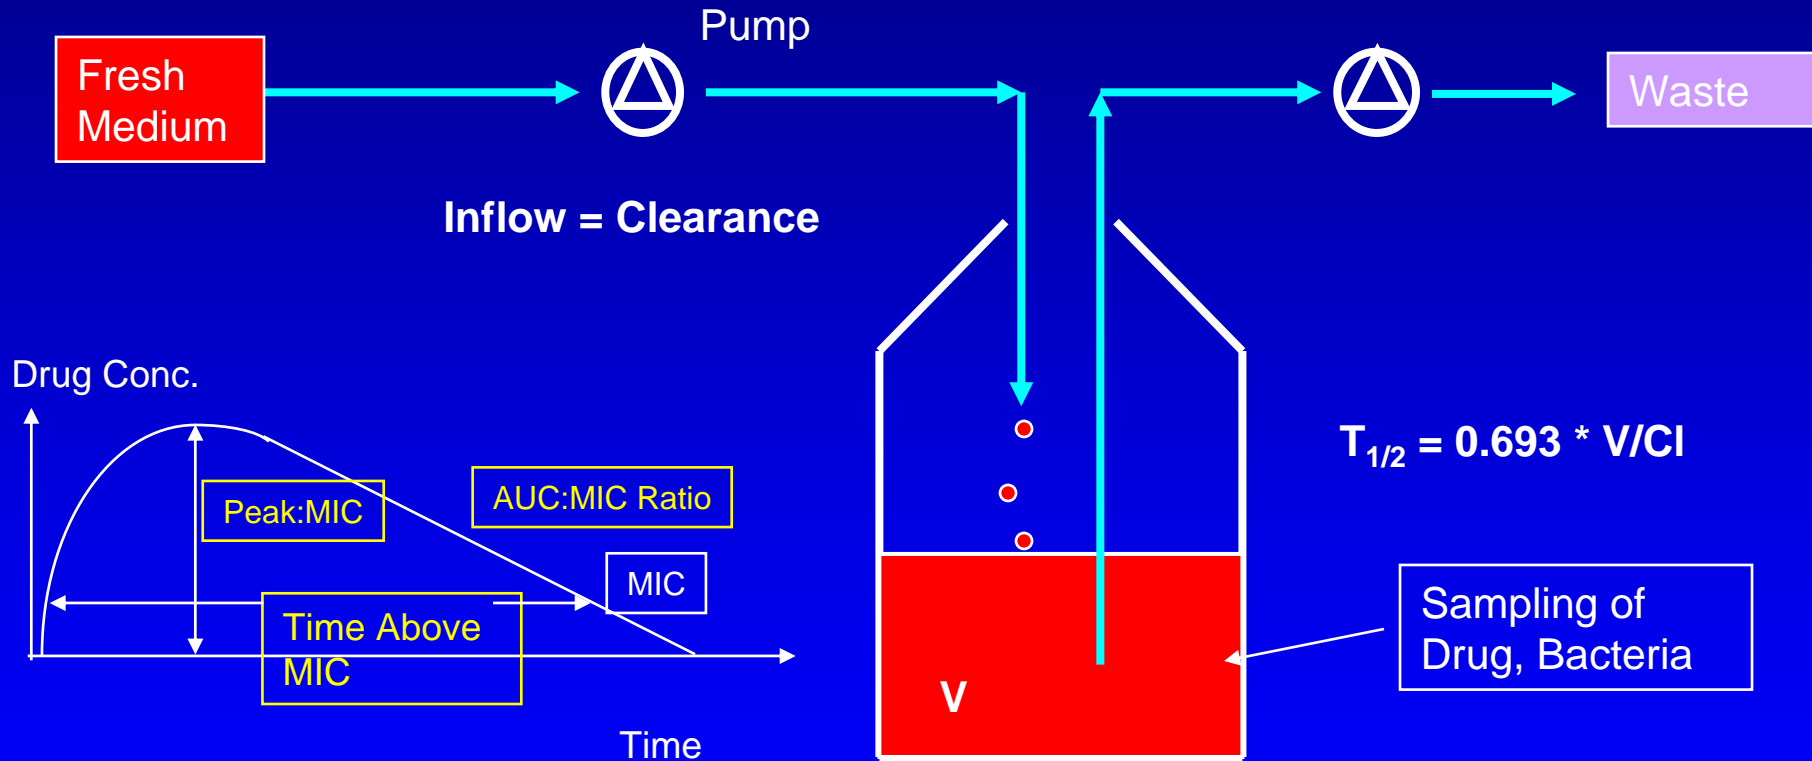 Pump
Fresh
Medium
Waste
Inflow = Clearance
Drug Conc.
T1/2 = 0.693 * V/Cl
Peak:MIC
AUC:MIC Ratio
MIC
Sampling of
Drug, Bacteria
Time Above
MIC
V
Time